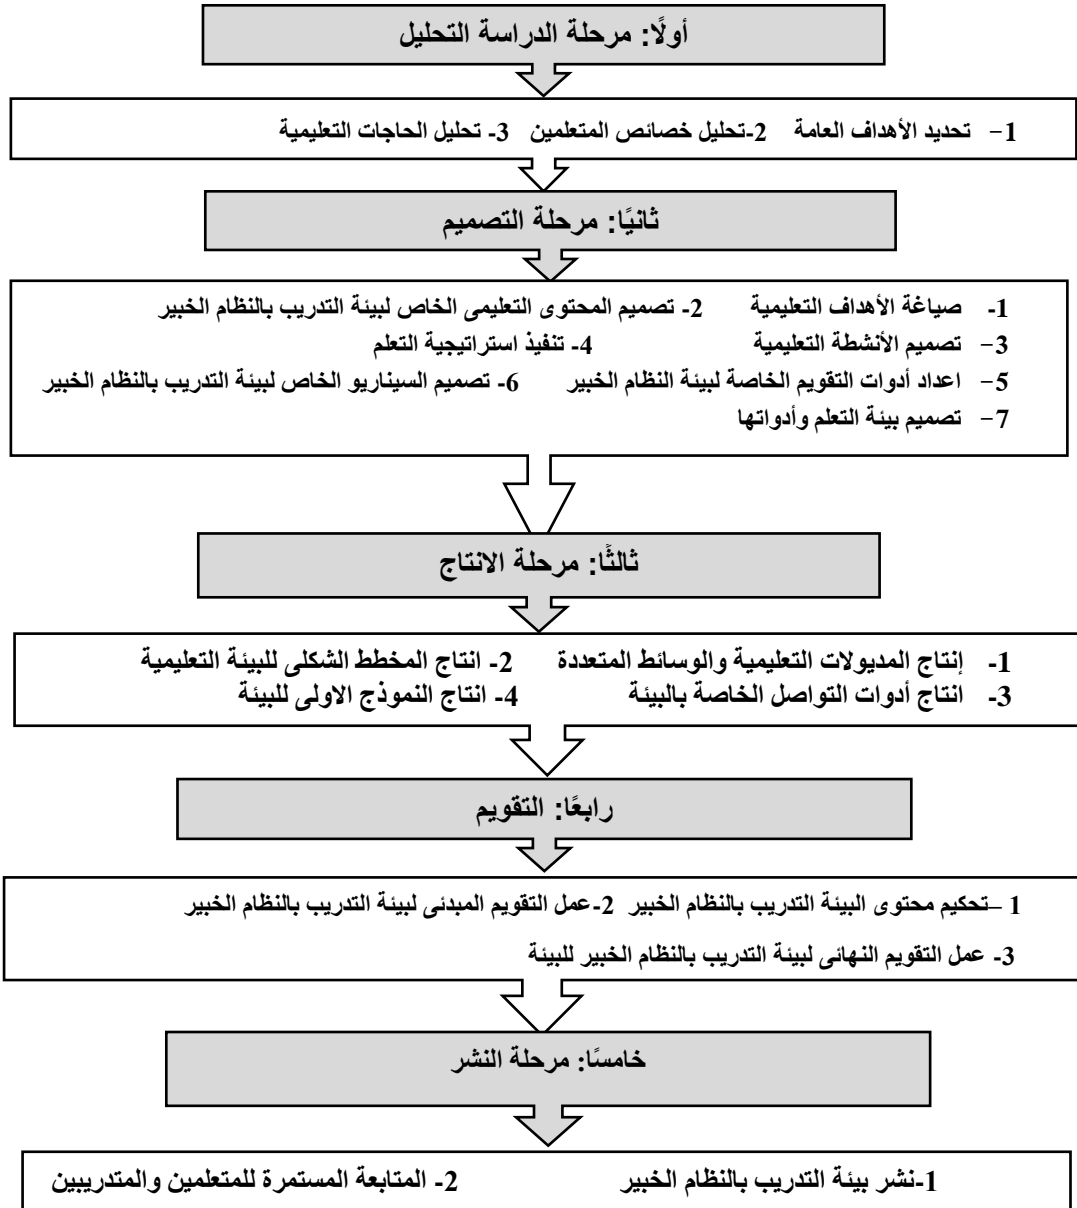 أولًا: مرحلة الدراسة التحليل
1- تحديد الأهداف العامة 2-تحليل خصائص المتعلمين 3- تحليل الحاجات التعليمية
ثانيًا: مرحلة التصميم
1- صياغة الأهداف التعليمية 2- تصميم المحتوى التعليمى الخاص لبيئة التدريب بالنظام الخبير
3- تصميم الأنشطة التعليمية 4- تنفيذ استراتيجية التعلم
5- اعداد أدوات التقويم الخاصة لبيئة النظام الخبير 6- تصميم السيناريو الخاص لبيئة التدريب بالنظام الخبير
7- تصميم بيئة التعلم وأدواتها
ثالثًا: مرحلة الانتاج
1- إنتاج المديولات التعليمية والوسائط المتعددة 2- انتاج المخطط الشكلى للبيئة التعليمية
3- انتاج أدوات التواصل الخاصة بالبيئة 4- انتاج النموذج الاولى للبيئة
رابعًا: التقويم
1 –تحكيم محتوى البيئة التدريب بالنظام الخبير 2-عمل التقويم المبدئى لبيئة التدريب بالنظام الخبير
3- عمل التقويم النهائى لبيئة التدريب بالنظام الخبير للبيئة
خامسًا: مرحلة النشر
1-نشر بيئة التدريب بالنظام الخبير 2- المتابعة المستمرة للمتعلمين والمتدريبين